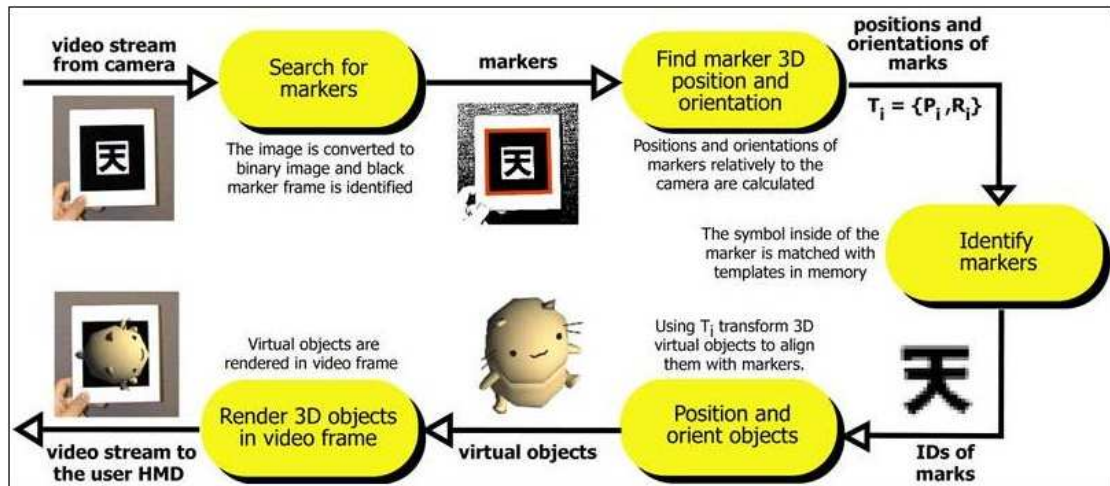 video stream
from camera
天
Search for
markers
The image is converted to
binary image and black
marker frame is identified
markers
天
Find marker 3D
position and
orientation
Positions and orientations of
markers relatively to the
camera are calculated
positions and
orientations of
marks
Ti = {Pi ,Ri}
Identify
markers
The symbol inside of the
marker is matched with
templates in memory
天
IDs of
marks
Position and
orient objects
Using Ti transform 3D
virtual objects to align
them with markers.
virtual objects
Render 3D objects
in video frame
Virtual objects are
rendered in video frame
video stream to
the user HMD